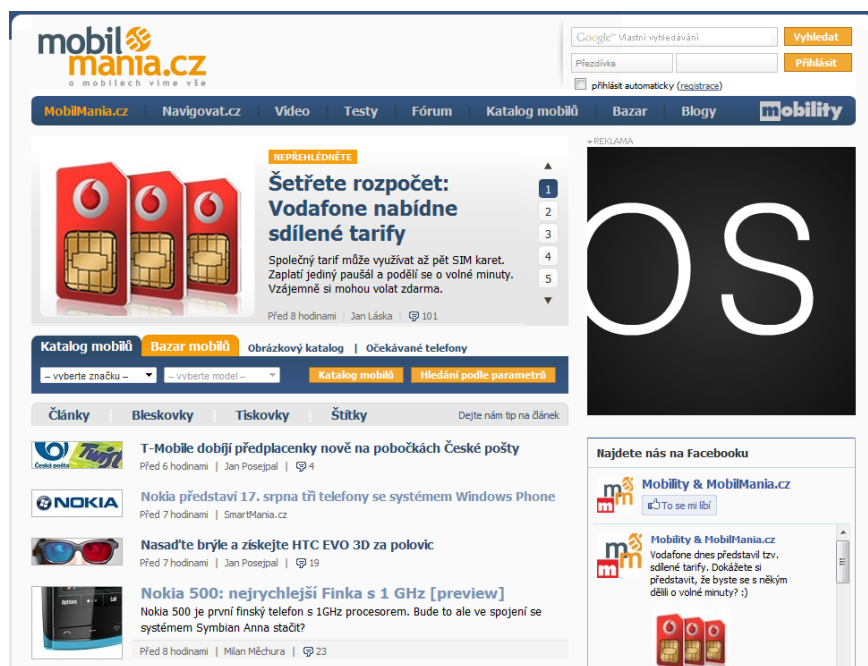 mobil
mania.cz
o mobilech víme vše
Google™ Vlastní vyhledávání
Vyhledat
Přezdívka
Přihlásit
přihlásit automaticky (registrace)
MobilMania.cz Navigovat.cz Video Testy Fórum Katalog mobilů Bazar Blogy mobility
REKLAMA
NEPŘEHLÉDNĚTE
Šetřete rozpočet:
Vodafone nabídne
sdílené tarify
Společný tarif může využívat až pět SIM karet.
Zaplatí jediný paušál a podělí se o volné minuty.
Vzájemně si mohou volat zdarma.
Před 8 hodinami | Jan Láska | 101
1
2
3
4
5
OS
Katalog mobilů Bazar mobilů Obrázkový katalog | Očekávané telefony
-- vyberte značku -- -- vyberte model -- Katalog mobilů Hledání podle parametrů
Články Bleskovky Tiskovky Štítky Dejte nám tip na článek
Česká pošta Twist
T-Mobile dobíjí předplacenky nově na pobočkách České pošty
Před 6 hodinami | Jan Posejpal | 4
NOKIA
Nokia představí 17. srpna tři telefony se systémem Windows Phone
Před 7 hodinami | SmartMania.cz
Nasaďte brýle a získejte HTC EVO 3D za polovic
Před 7 hodinami | Jan Posejpal | 19
Options
Call
Nokia 500: nejrychlejší Finka s 1 GHz [preview]
Nokia 500 je první finský telefon s 1GHz procesorem. Bude to ale ve spojení se
systémem Symbian Anna stačit?
Před 8 hodinami | Milan Měchura | 23
Najdete nás na Facebooku
mm
m
Mobility & MobilMania.cz
To se mi líbí
mm
m
Mobility & MobilMania.cz
Vodafone dnes představil tzv.
sdílené tarify. Dokážete si
představit, že byste se s někým
dělili o volné minuty? :)